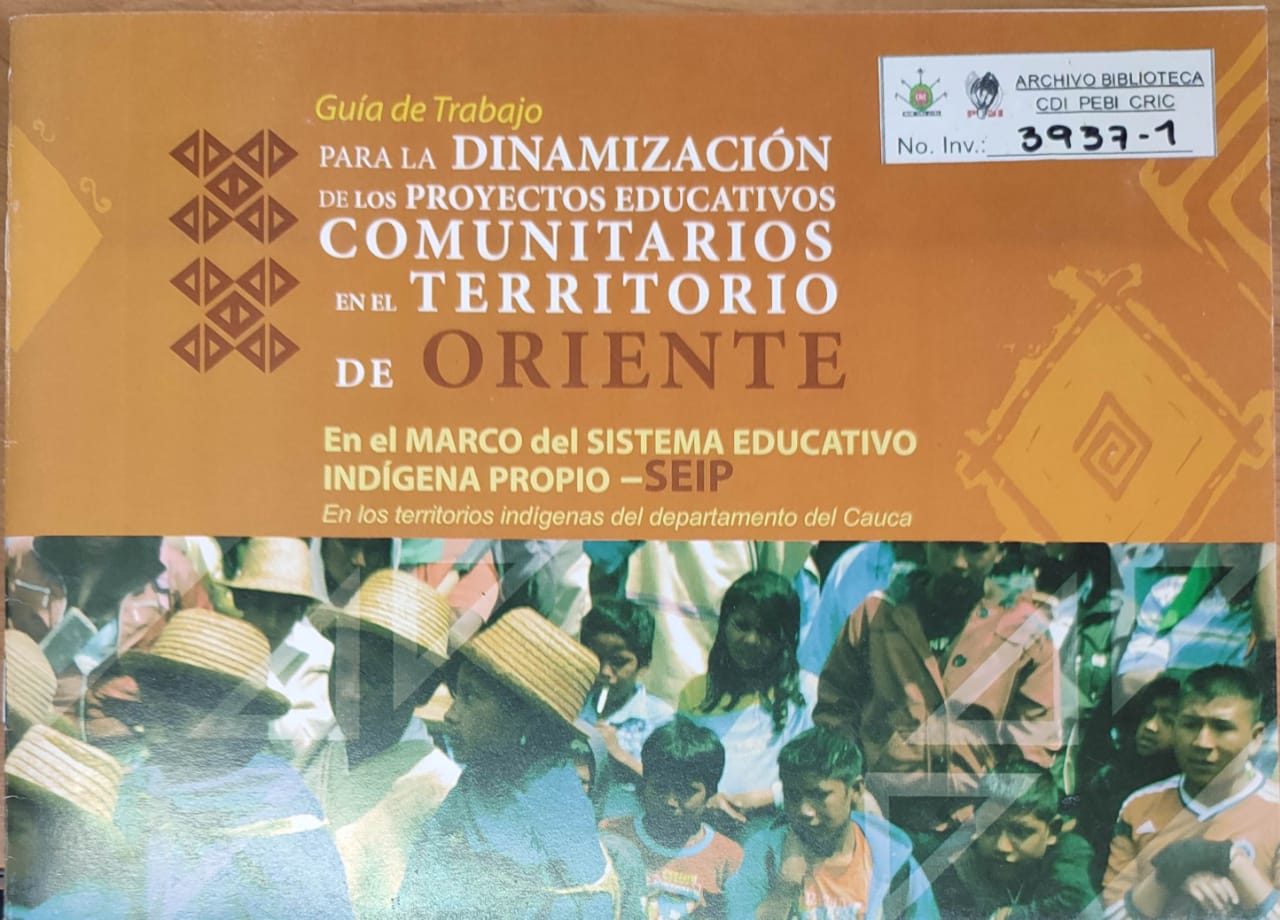 Guía de Trabajo
PARA LA DINAMIZACIÓN
DE LOS PROYECTOS EDUCATIVOS
COMUNITARIOS
EN EL TERRITORIO
DE ORIENTE
En el MARCO del SISTEMA EDUCATIVO
INDÍGENA PROPIO –SEIP
En los territorios indígenas del departamento del Cauca
ARCHIVO BIBLIOTECA
CDI PEBI CRIC
No. Inv.: 3937-1